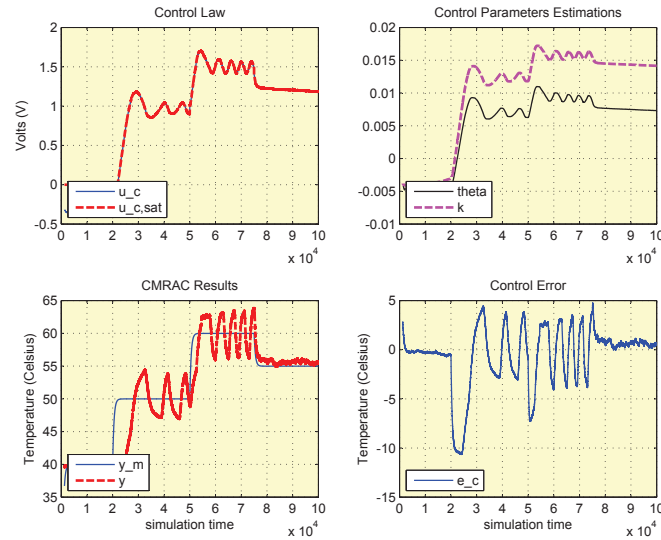 Control Law
Volts (V)
2
1.5
1
0.5
0
-0.5
u_c
u_c,sat
0 1 2 3 4 5 6 7 8 9 10
x 10^4
Control Parameters Estimations
0.02
0.015
0.01
0.005
0
-0.005
-0.01
theta
k
0 1 2 3 4 5 6 7 8 9 10
x 10^4
CMRAC Results
Temperature (Celsius)
65
60
55
50
45
40
35
y_m
y
0 1 2 3 4 5 6 7 8 9 10
simulation time
x 10^4
Control Error
Temperature (Celsius)
5
0
-5
-10
-15
e_c
0 1 2 3 4 5 6 7 8 9 10
simulation time
x 10^4